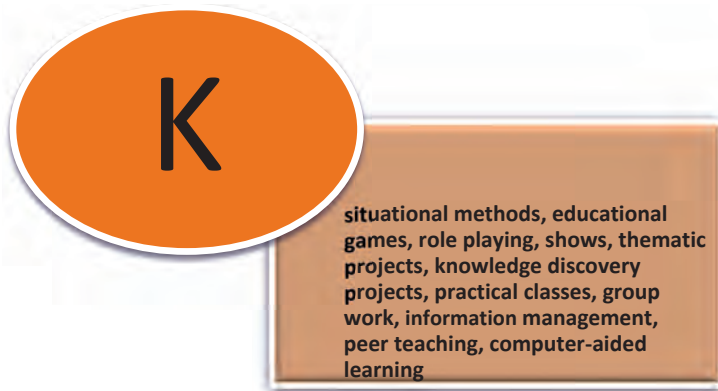 K
situational methods, educational
games, role playing, shows, thematic
projects, knowledge discovery
projects, practical classes, group
work, information management,
peer teaching, computer-aided
learning